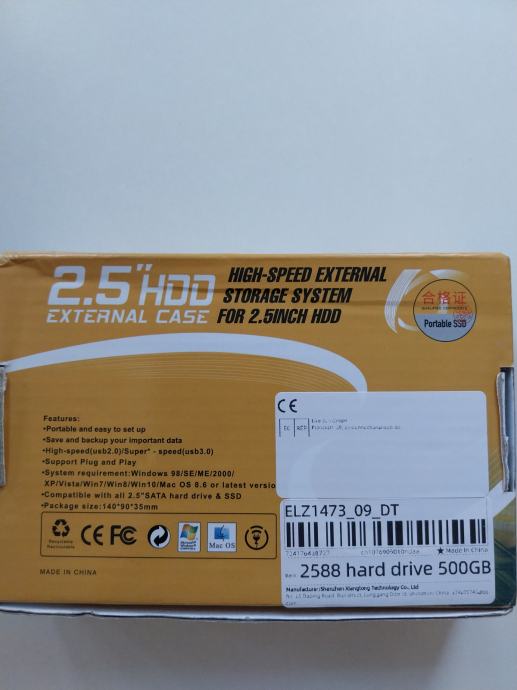 2.5" HDD
EXTERNAL CASE
HIGH-SPEED EXTERNAL
STORAGE SYSTEM
FOR 2.5INCH HDD
合格证
QUALIFIED CERTIFICATE
Portable SSD
Features:
•Portable and easy to set up
•Save and backup your important data
•High-speed(usb2.0)/Super⁺ - speed(usb3.0)
•Support Plug and Play
•System requirement:Windows 98/SE/ME/2000/
XP/Vista/Win7/Win8/Win10/Mac OS 8.6 or latest versio
•Compatible with all 2.5"SATA hard drive & SSD
•Package size:140*90*35mm
Recyclable
CE FC
Mac OS
MADE IN CHINA
CE
EC REP
ELZ1473_09_DT
★ Made In China
Item: 2588 hard drive 500GB
Manufacturer:Shenzhen Xiangtong Technology Co., Ltd